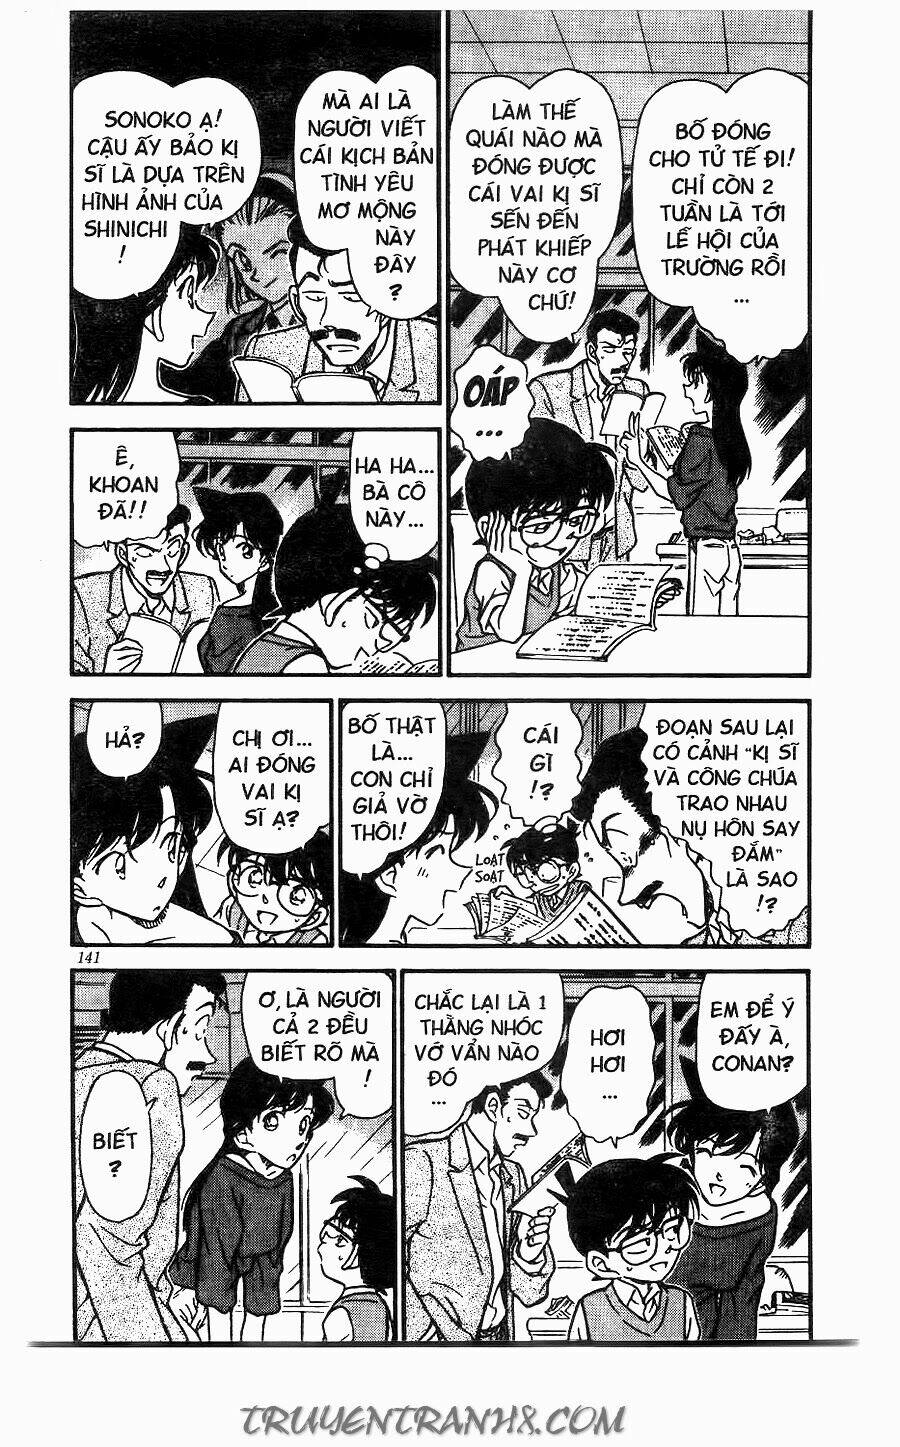 BỐ ĐÓNG
CHO TỬ TẾ ĐI!
CHỈ CÒN 2
TUẦN LÀ TỚI
LỄ HỘI CỦA
TRƯỜNG RỒI
...
LÀM THẾ
QUÁI NÀO MÀ
ĐÓNG ĐƯỢC
CÁI VAI KỊ SĨ
SẾN ĐẾN
PHÁT KHIẾP
NÀY CƠ
CHỨ!
OÁP
...
MÀ AI LÀ
NGƯỜI VIẾT
CÁI KỊCH BẢN
TÌNH YÊU
MƠ MỘNG
NÀY
ĐÂY
?
SONOKO Ạ!
CẬU ẤY BẢO KỊ
SĨ LÀ DỰA TRÊN
HÌNH ẢNH CỦA
SHINICHI
!
HA HA...
BÀ CÔ
NÀY...
Ê,
KHOAN
ĐÃ!!
ĐOẠN SAU LẠI
CÓ CẢNH "KỊ SĨ
VÀ CÔNG CHÚA
TRAO NHAU
NỤ HÔN SAY
ĐẮM"
LÀ SAO
!?
CÁI
GÌ
!?
LOẠT
SOẠT
BỐ THẬT
LÀ...
CON CHỈ
GIẢ VỜ
THÔI!
CHỊ ƠI...
AI ĐÓNG
VAI KỊ
SĨ Ạ?
HẢ?
141
EM ĐỂ Ý
ĐẤY À,
CONAN?
HƠI
HƠI
...
CHẮC LẠI LÀ 1
THẰNG NHÓC
VỚ VẨN NÀO
ĐÓ
...
Ơ, LÀ NGƯỜI
CẢ 2 ĐỀU
BIẾT RÕ MÀ
!
BIẾT
?
TRUYENTRANH8.COM